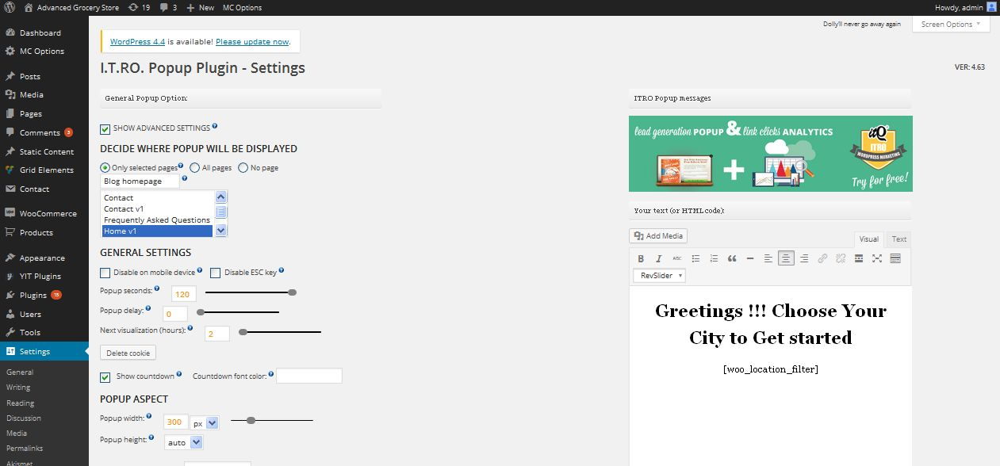 Advanced Grocery Store 19 3 New MC Options Howdy, admin
Dashboard
MC Options
Posts
Media
Pages
Comments 3
Static Content
Grid Elements
Contact
WooCommerce
Products
Appearance
YIT Plugins
Plugins 15
Users
Tools
Settings
General
Writing
Reading
Discussion
Media
Permalinks
Akismet
Dolly'll never go away again
Screen Options
WordPress 4.4 is available! Please update now.
I.T.RO. Popup Plugin - Settings
VER: 4.63
General Popup Option:
SHOW ADVANCED SETTINGS
DECIDE WHERE POPUP WILL BE DISPLAYED
Only selected pages All pages No page
Blog homepage
Contact
Contact v1
Frequently Asked Questions
Home v1
GENERAL SETTINGS
Disable on mobile device Disable ESC key
Popup seconds: 120
Popup delay: 0
Next visualization (hours): 2
Delete cookie
Show countdown Countdown font color:
POPUP ASPECT
Popup width: 300 px
Popup height: auto
ITRO Popup messages
lead generation POPUP & link clicks ANALYTICS
itQ
ITRO
WORDPRESS MARKETING
Try for free!
Your text (or HTML code):
Add Media
Visual Text
B I ABC
RevSlider
Greetings !!! Choose Your
City to Get started
[woo_location_filter]